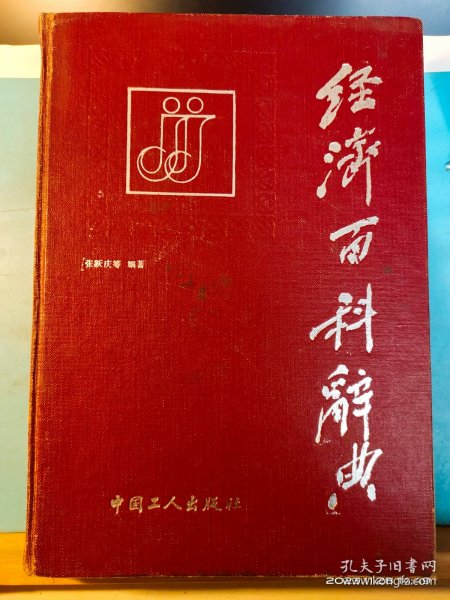 经济百科辞典
张跃庆等 编著
中国工人出版社
孔夫子旧书网